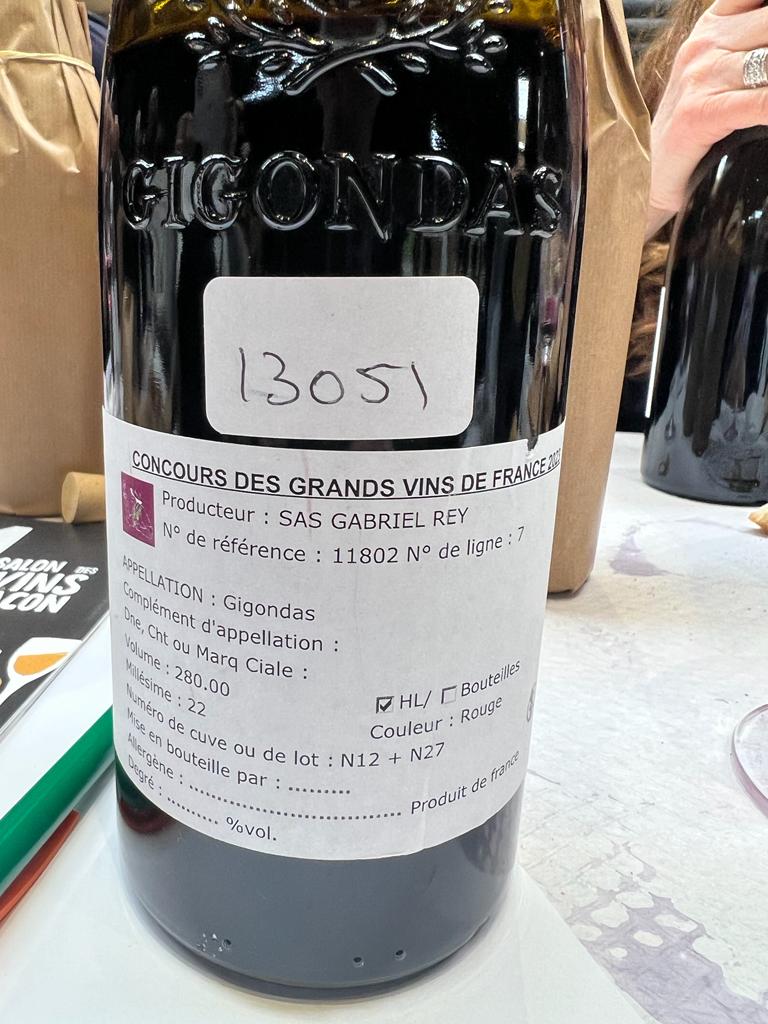 GIGONDAS
13051
CONCOURS DES GRANDS VINS DE FRANCE
Producteur : SAS GABRIEL REY
N° de référence : 11802 N° de ligne : 7
APPELLATION : Gigondas
Complément d'appellation :
Dne, Cht ou Marq Ciale :
Volume : 280.00
HL/ Bouteilles
Millésime : 22
Couleur : Rouge
Numéro de cuve ou de lot : N12 + N27
Mise en bouteille par : .........
Allergène : ..............................
Produit de france
Degré : .......... %vol.
SALON DES
VINS
ACON